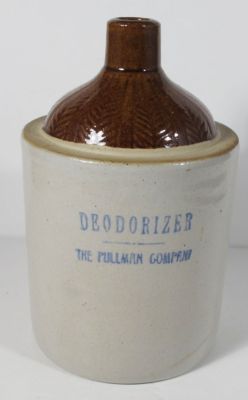 DEODORIZER
THE PULLMAN COMPANY